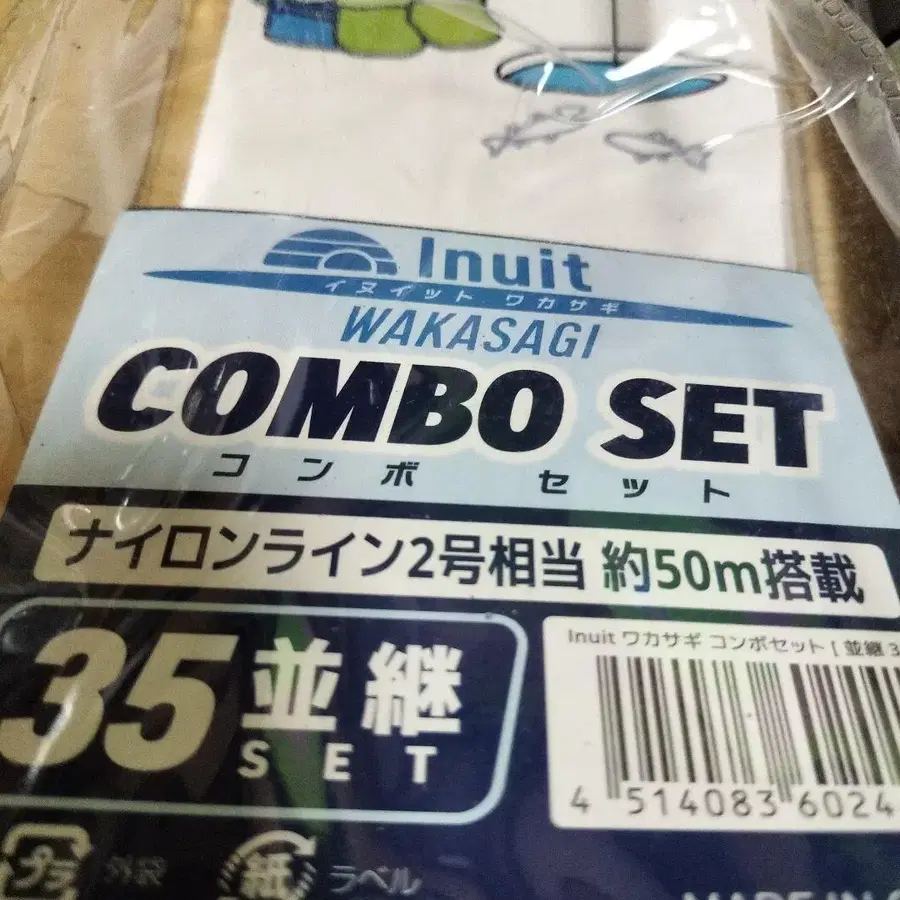 Inuit
イヌイット ワカサギ
WAKASAGI
COMBO SET
コンボ セット
ナイロンライン2号相当 約50m搭載
35 並継
SET
Inuit ワカサギ コンボセット [ 並継 3
4 514083 6024
プラ 外袋 紙 ラベル
MADE IN